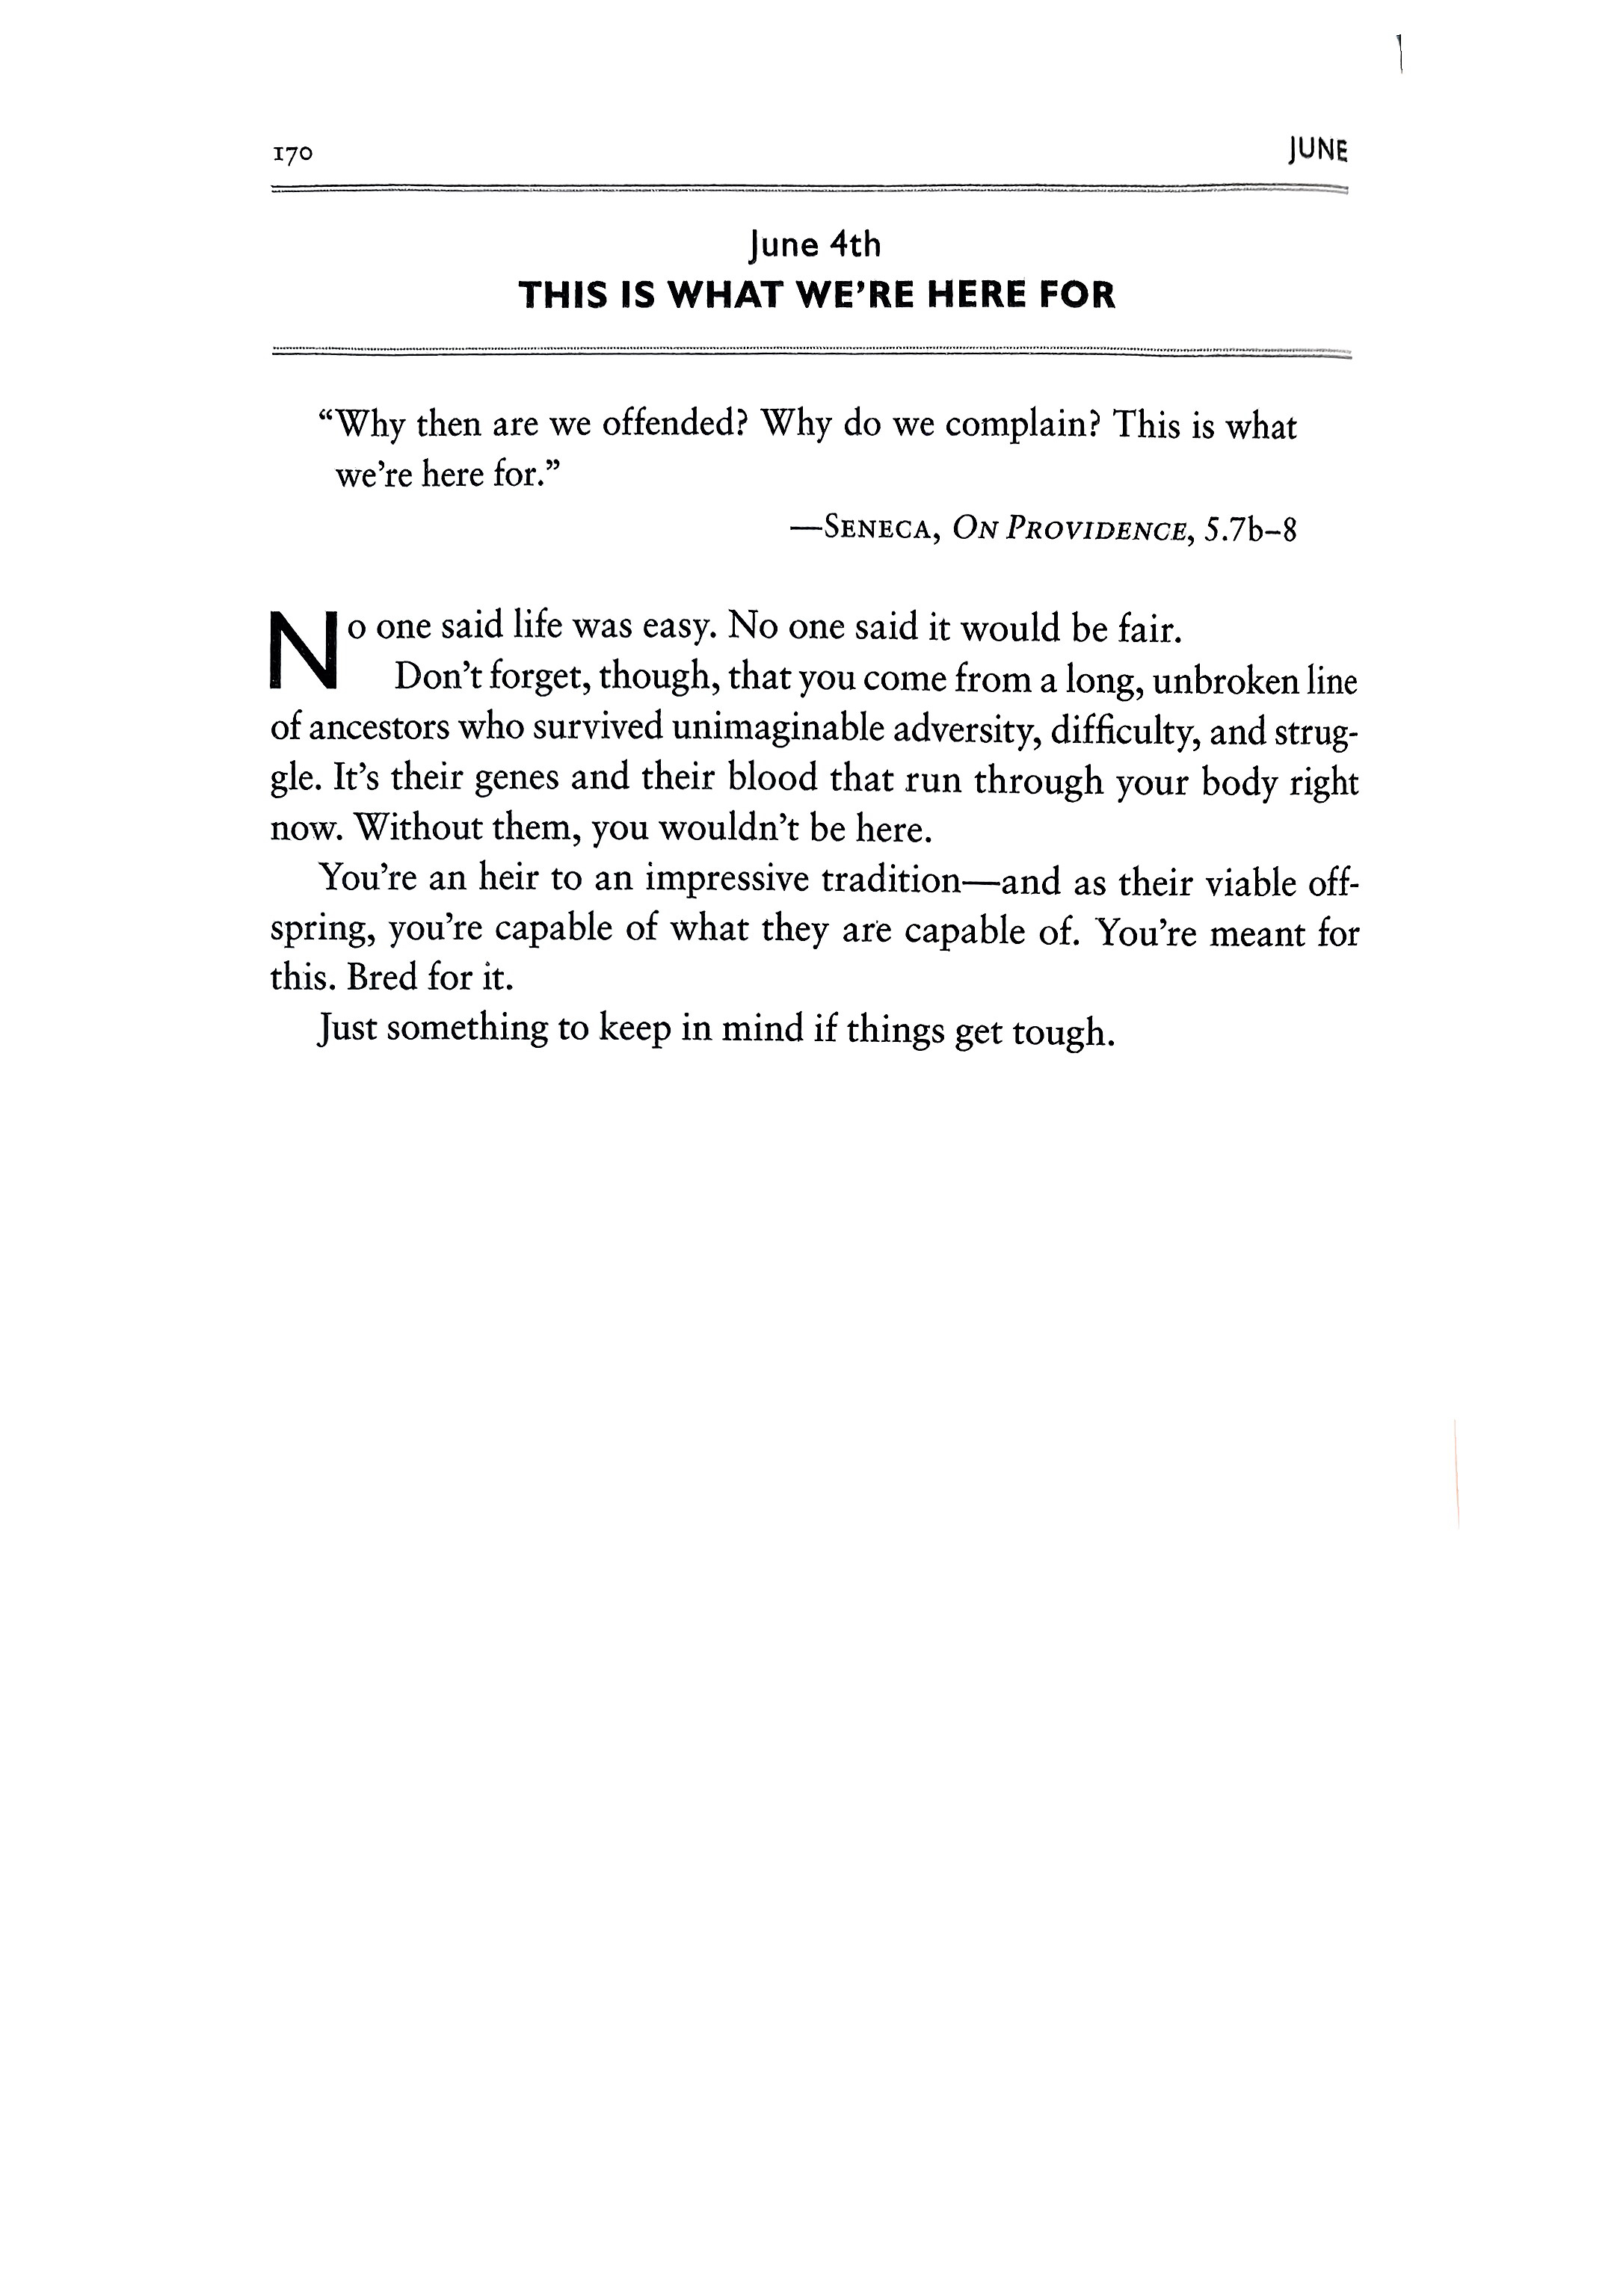 170 JUNE
June 4th
THIS IS WHAT WE’RE HERE FOR
“Why then are we offended? Why do we complain? This is what
we’re here for.”
—SENECA, ON PROVIDENCE, 5.7b–8
No one said life was easy. No one said it would be fair.
Don’t forget, though, that you come from a long, unbroken line
of ancestors who survived unimaginable adversity, difficulty, and strug-
gle. It’s their genes and their blood that run through your body right
now. Without them, you wouldn’t be here.
You’re an heir to an impressive tradition—and as their viable off-
spring, you’re capable of what they are capable of. You’re meant for
this. Bred for it.
Just something to keep in mind if things get tough.